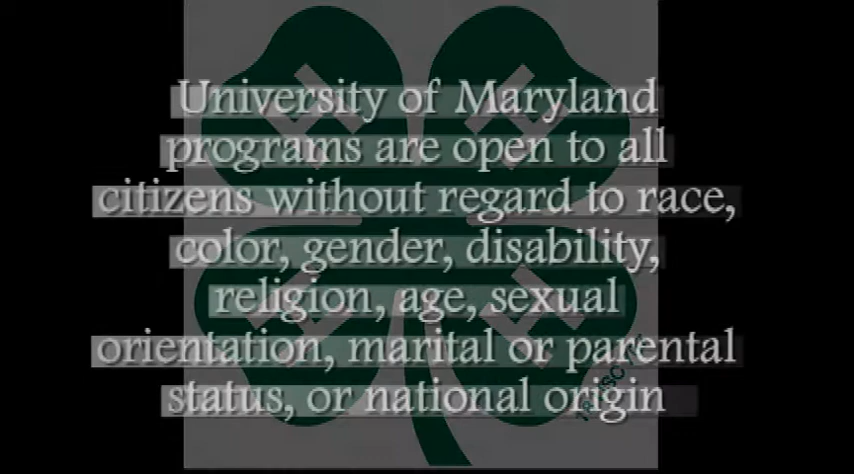 University of Maryland
programs are open to all
citizens without regard to race,
color, gender, disability,
religion, age, sexual
orientation, marital or parental
status, or national origin
H H
H H